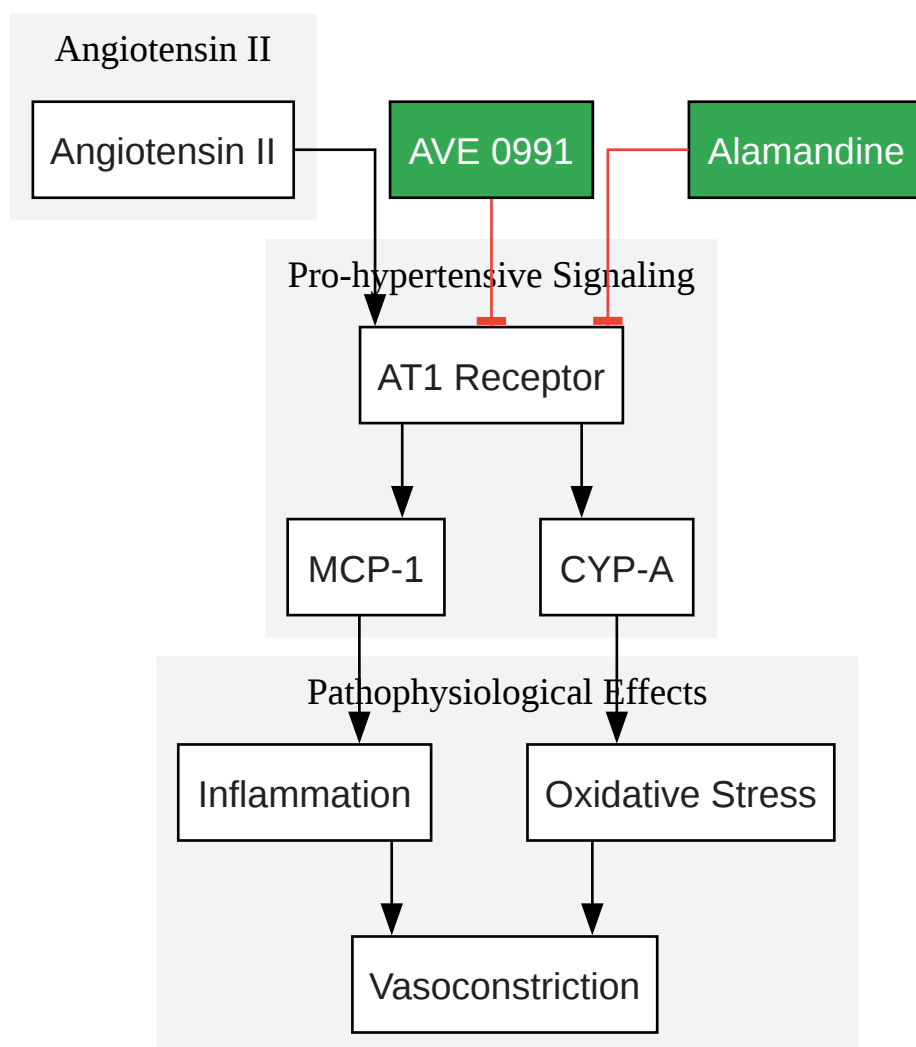 Angiotensin II
Angiotensin II
AVE 0991
Alamandine
Pro-hypertensive Signaling
AT1 Receptor
MCP-1
CYP-A
Pathophysiological Effects
Inflammation
Oxidative Stress
Vasoconstriction